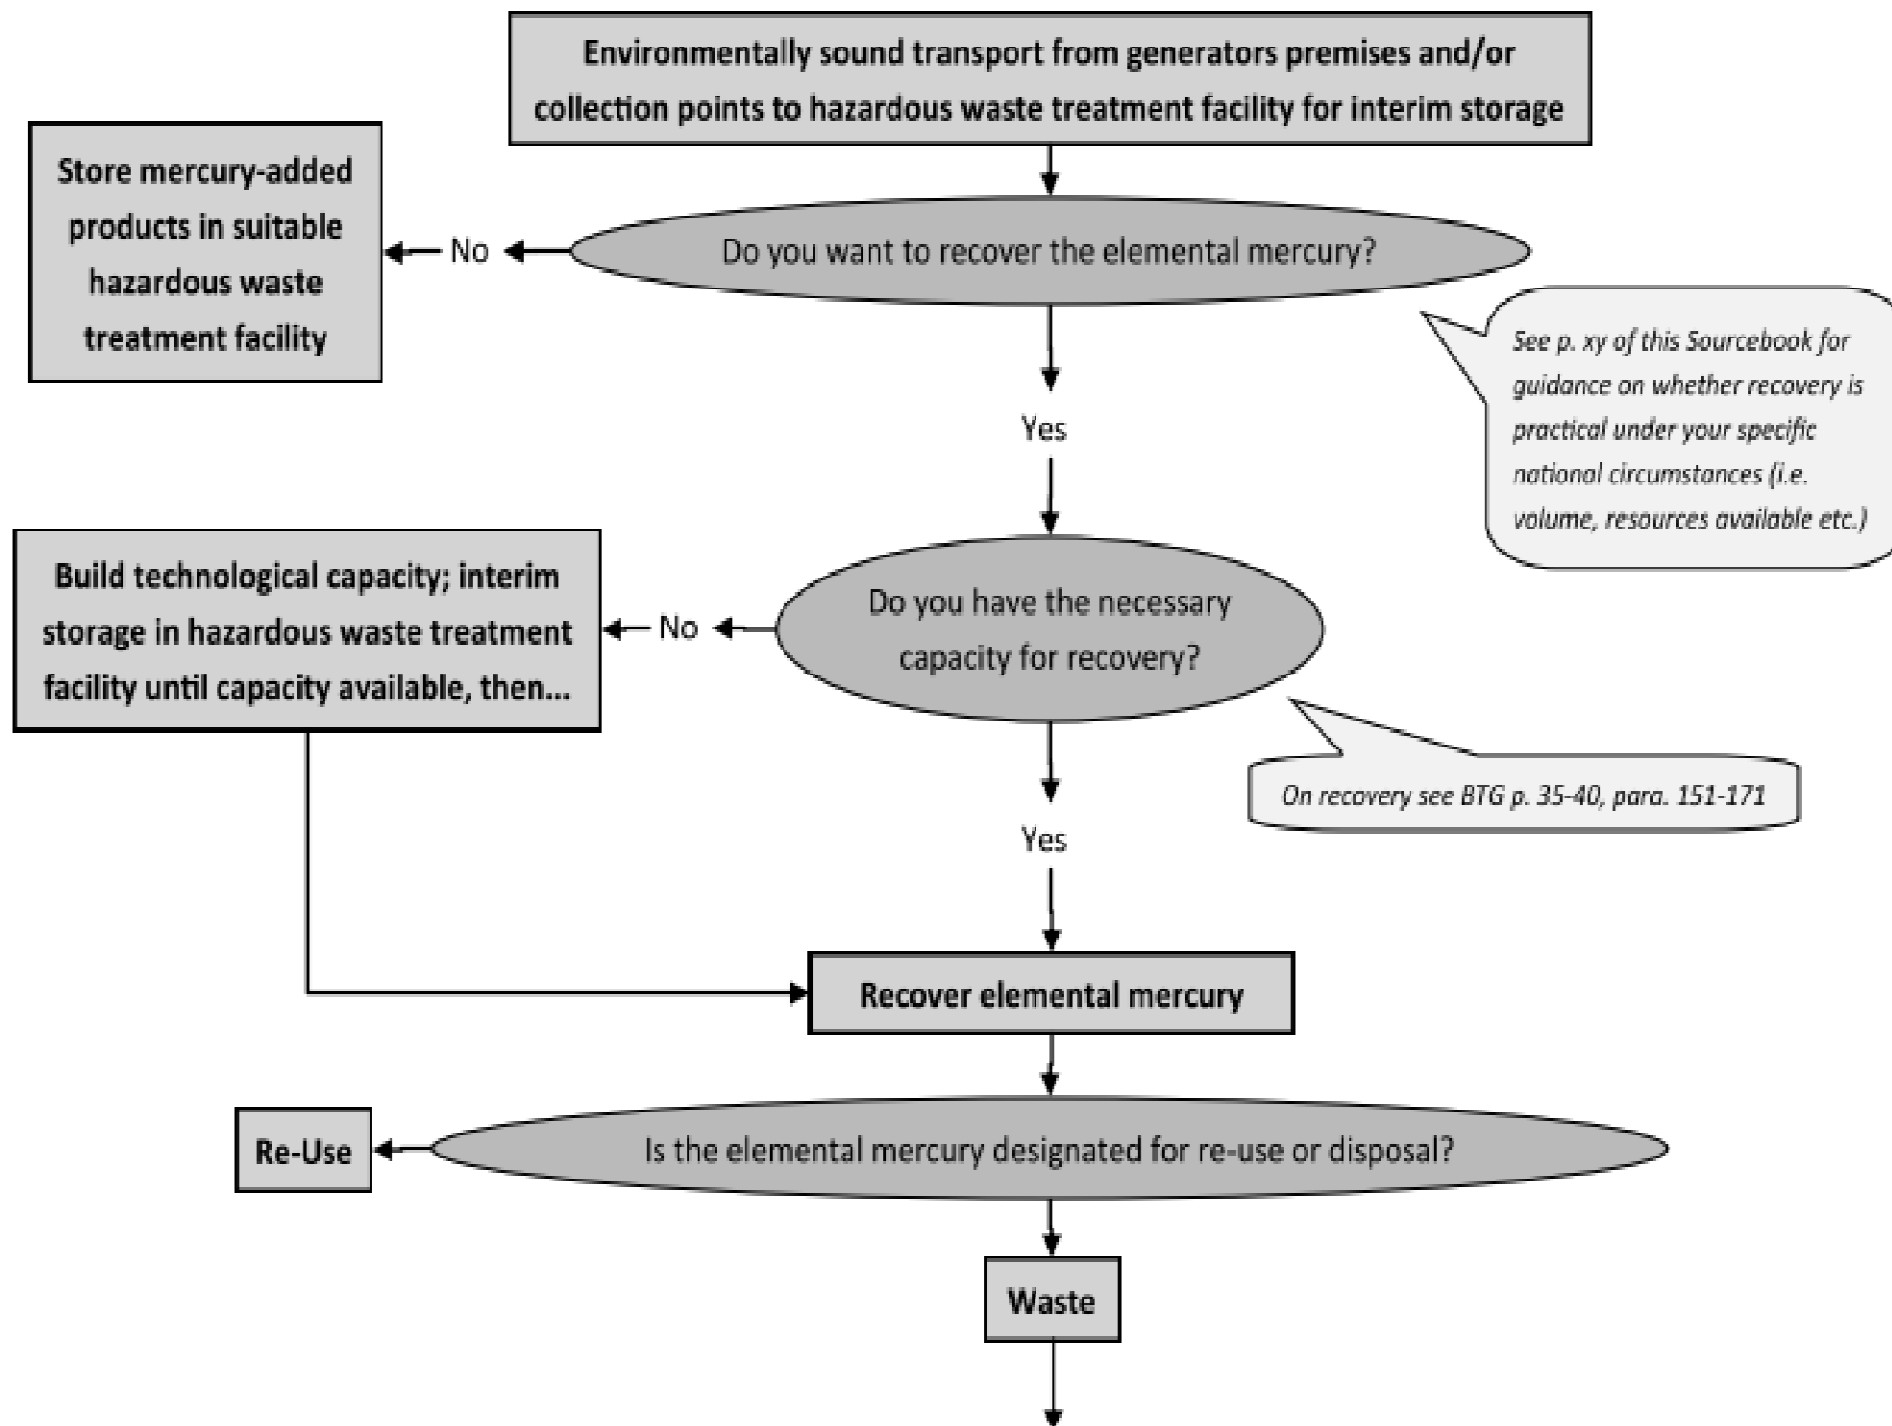 Environmentally sound transport from generators premises and/or
collection points to hazardous waste treatment facility for interim storage
Store mercury-added
products in suitable
hazardous waste
treatment facility
No
Do you want to recover the elemental mercury?
See p. xy of this Sourcebook for
guidance on whether recovery is
practical under your specific
national circumstances (i.e.
volume, resources available etc.)
Yes
Build technological capacity; interim
storage in hazardous waste treatment
facility until capacity available, then...
No
Do you have the necessary
capacity for recovery?
On recovery see BTG p. 35-40, para. 151-171
Yes
Recover elemental mercury
Re-Use
Is the elemental mercury designated for re-use or disposal?
Waste